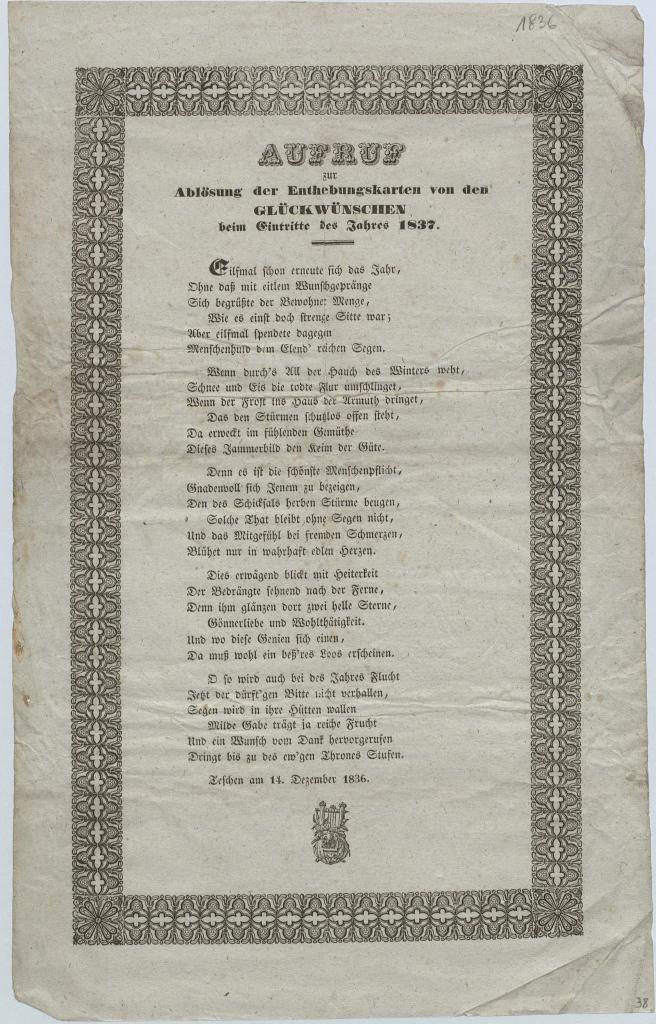 1836
AUFRUF
zur
Ablösung der Enthebungskarten von den
GLÜCKWÜNSCHEN
beim Eintritte des Jahres 1837.
Eilfmal schon erneute sich das Jahr,
Ohne daß mit eitlem Wunschgepränge
Sich begrüßte der Bewohner Menge,
Wie es einst doch strenge Sitte war;
Aber eilfmal spendete dagegen
Menschenhuld dem Elend' reichen Segen.
Wenn durch's All der Hauch des Winters weht,
Schnee und Eis die todte Flur umschlinget,
Wenn der Frost ins Haus der Armuth dringet,
Das den Stürmen schutzlos offen steht,
Da erweckt im fühlenden Gemüthe
Dieses Jammerbild den Keim der Güte.
Denn es ist die schönste Menschenpflicht,
Gnadenvoll sich Jenem zu bezeigen,
Den des Schicksals herben Stürme beugen,
Solche That bleibt ohne Segen nicht,
Und das Mitgefühl bei fremden Schmerzen,
Blühet nur in wahrhaft edlen Herzen.
Dies erwägend blickt mit Heiterkeit
Der Bedrängte sehnend nach der Ferne,
Denn ihm glänzen dort zwei helle Sterne,
Gönnerliebe und Wohlthätigkeit.
Und wo diese Genien sich einen,
Da muß wohl ein beß'res Loos erscheinen.
O so wird auch bei des Jahres Flucht
Jetzt der dürft'gen Bitte nicht verhallen,
Segen wird in ihre Hütten wallen
Milde Gabe trägt ja reiche Frucht
Und ein Wunsch vom Dank hervorgerufen
Dringt bis zu des ew'gen Thrones Stufen.
Teschen am 14. Dezember 1836.
38